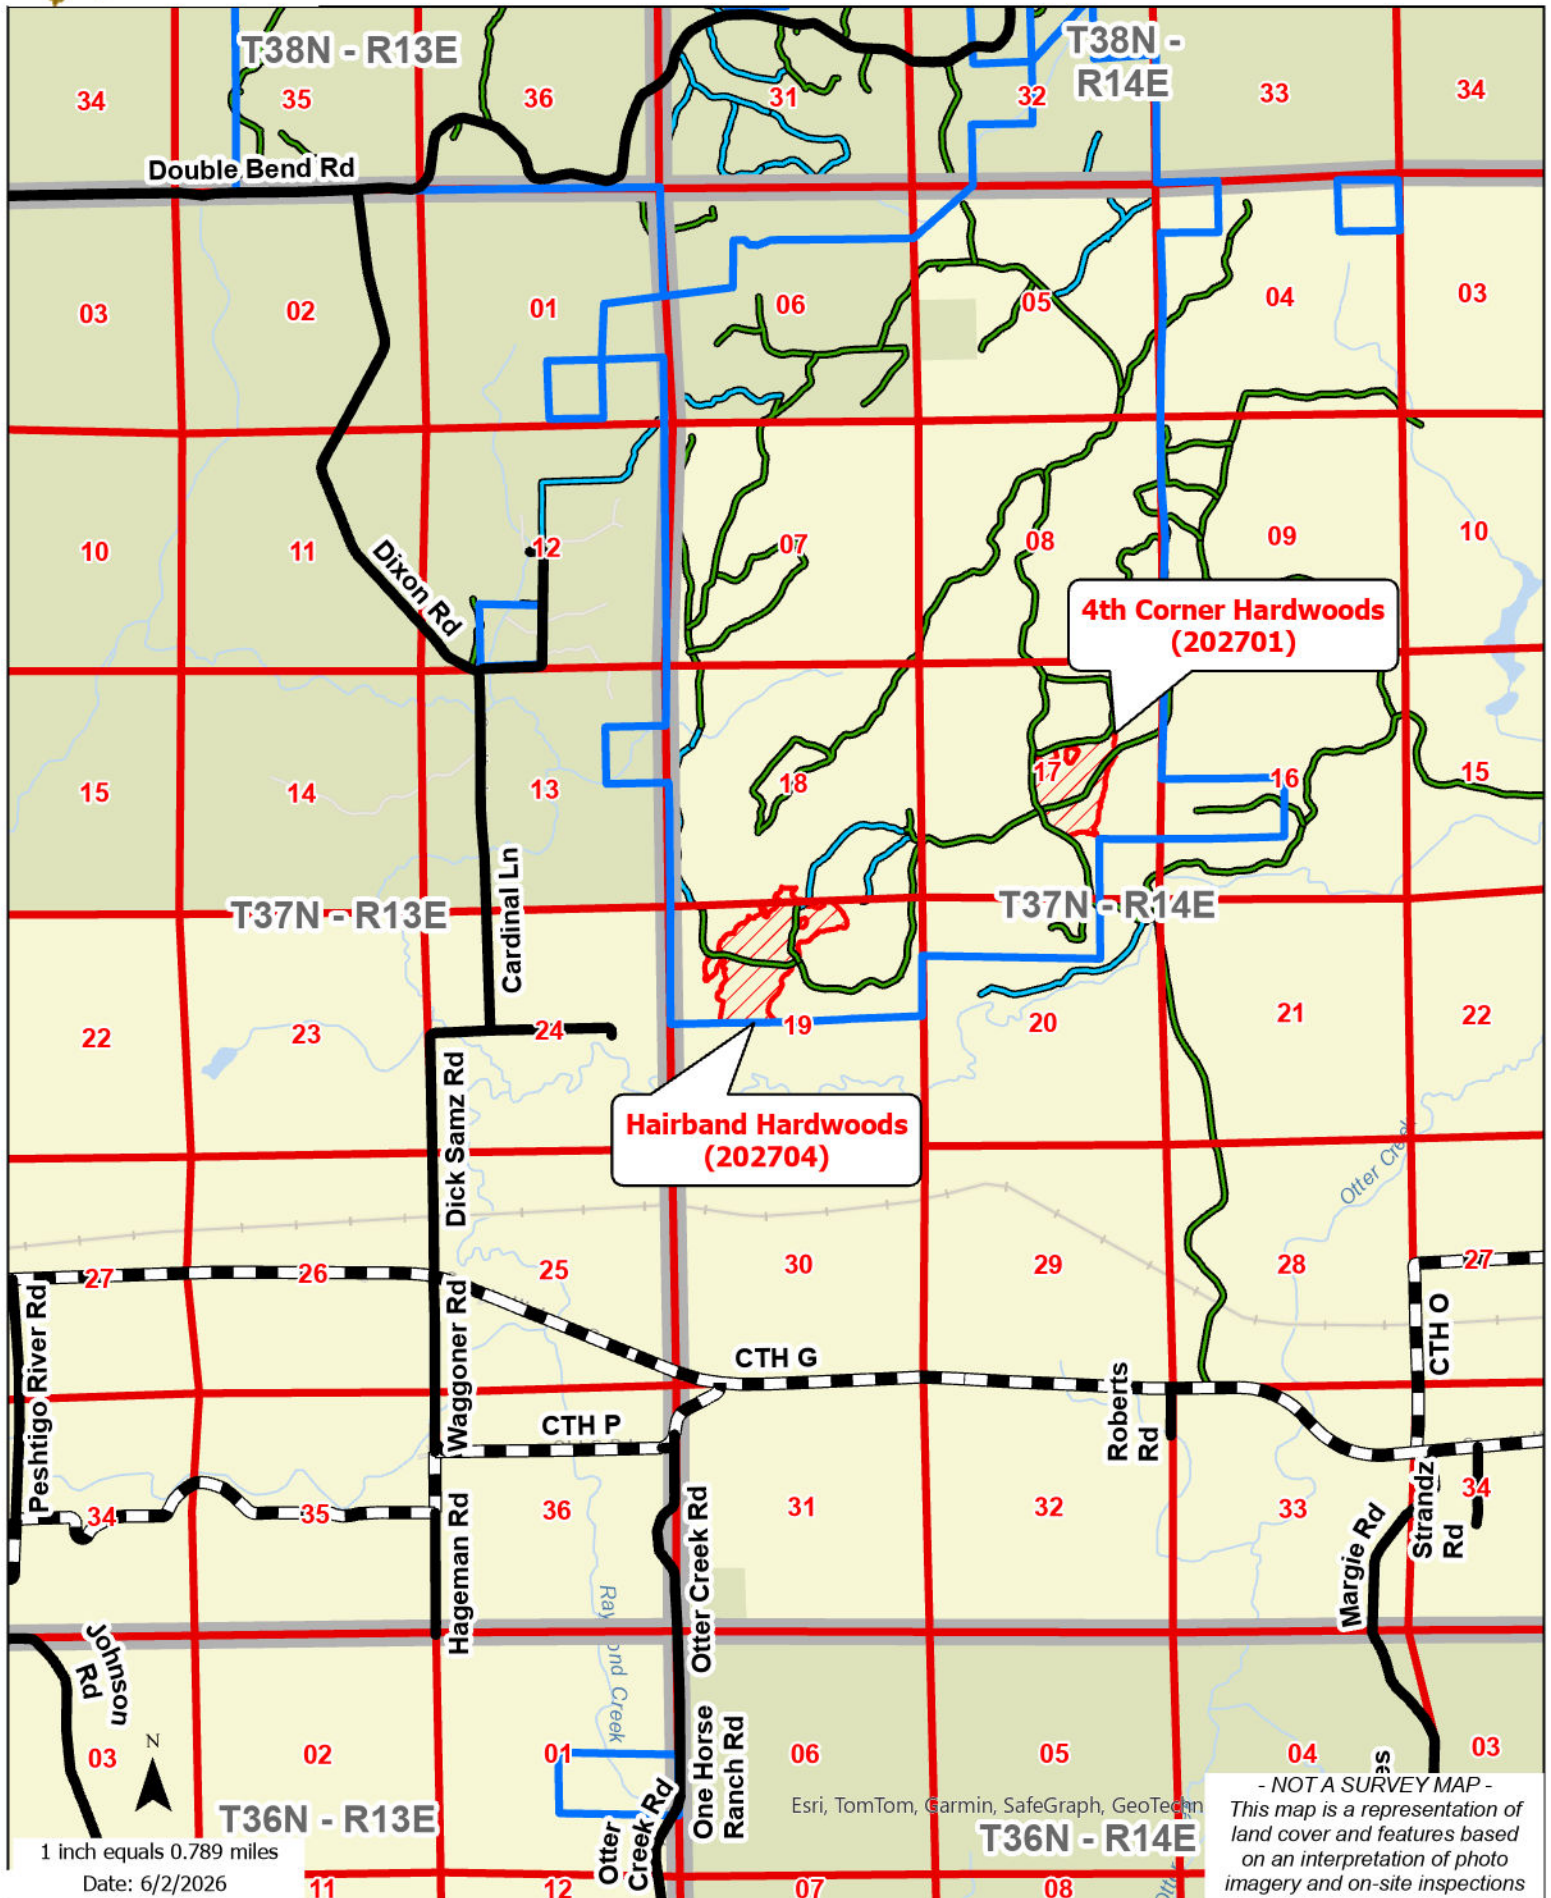 T38N - R13E
T38N -
R14E
34
35
36
31
32
33
34
Double Bend Rd
03
02
01
06
05
04
03
10
11
Dixon Rd
12
07
08
09
10
4th Corner Hardwoods
(202701)
15
14
13
18
17
16
15
Cardinal Ln
T37N - R13E
T37N - R14E
22
23
24
19
20
21
22
Dick Samz Rd
Hairband Hardwoods
(202704)
Otter Creek
27
26
25
30
29
28
27
Peshtigo River Rd
Waggoner Rd
CTH G
CTH O
CTH P
Roberts
Rd
34
35
36
31
32
33
34
Hageman Rd
Otter Creek Rd
Margie Rd
Strandz
Rd
Raymond Creek
Johnson
Rd
N
03
02
01
06
05
04
03
One Horse
Ranch Rd
Otter
Creek Rd
es
Esri, TomTom, Garmin, SafeGraph, GeoTechn
T36N - R13E
T36N - R14E
Otter
1 inch equals 0.789 miles
Date: 6/2/2026
- NOT A SURVEY MAP -
This map is a representation of
land cover and features based
on an interpretation of photo
imagery and on-site inspections
11
12
07
08